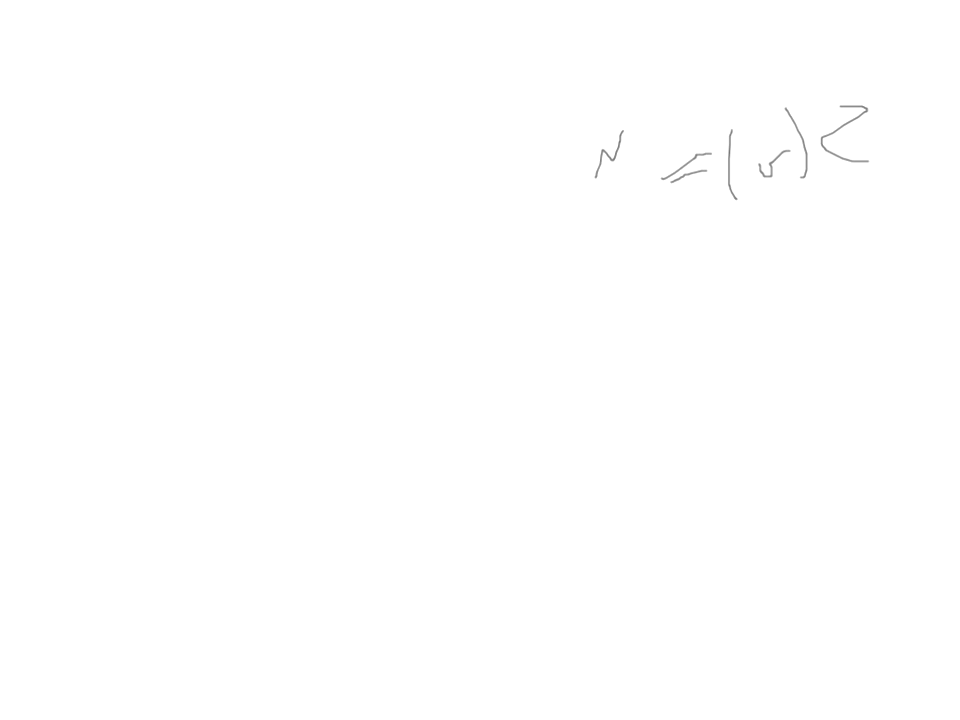 N = (v)2